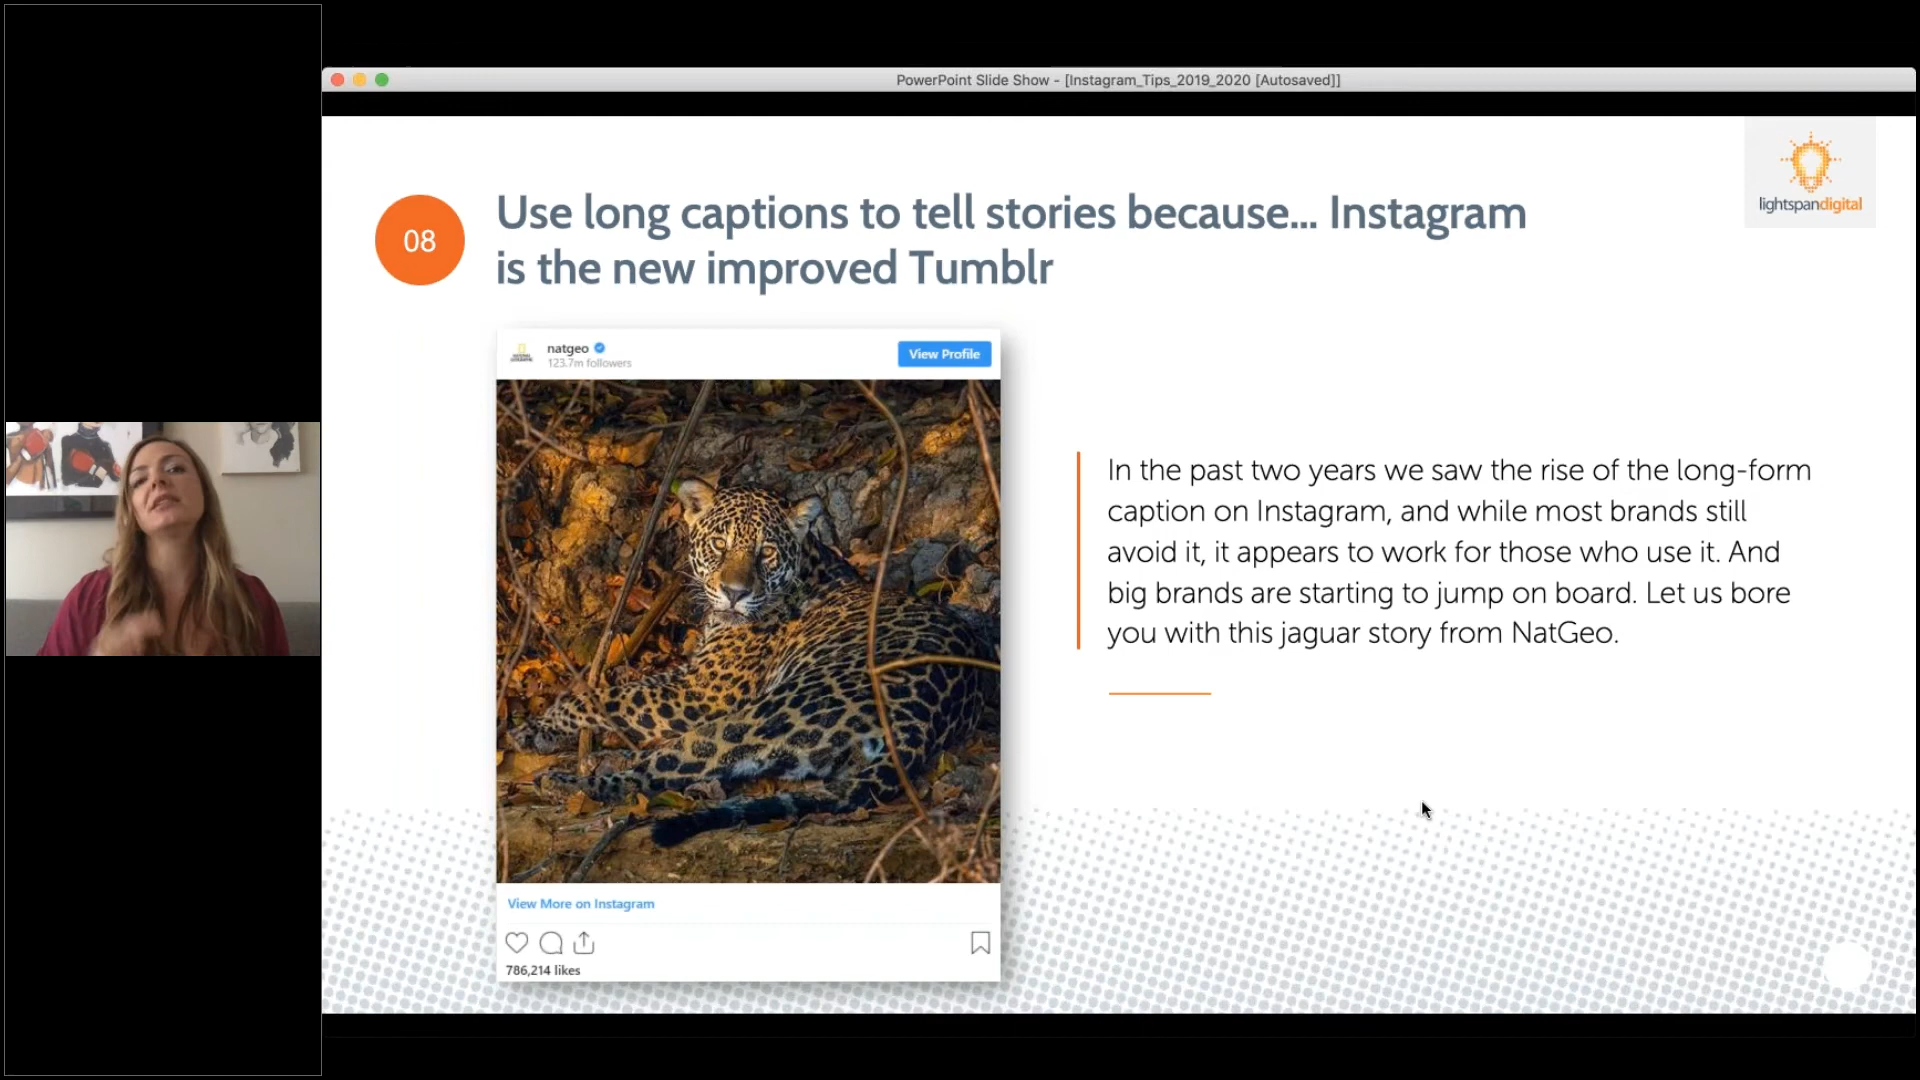 PowerPoint Slide Show - [Instagram_Tips_2019_2020 [Autosaved]]
lightspandigital
08
Use long captions to tell stories because... Instagram
is the new improved Tumblr
natgeo
123.7m followers
View Profile
In the past two years we saw the rise of the long-form
caption on Instagram, and while most brands still
avoid it, it appears to work for those who use it. And
big brands are starting to jump on board. Let us bore
you with this jaguar story from NatGeo.
View More on Instagram
786,214 likes